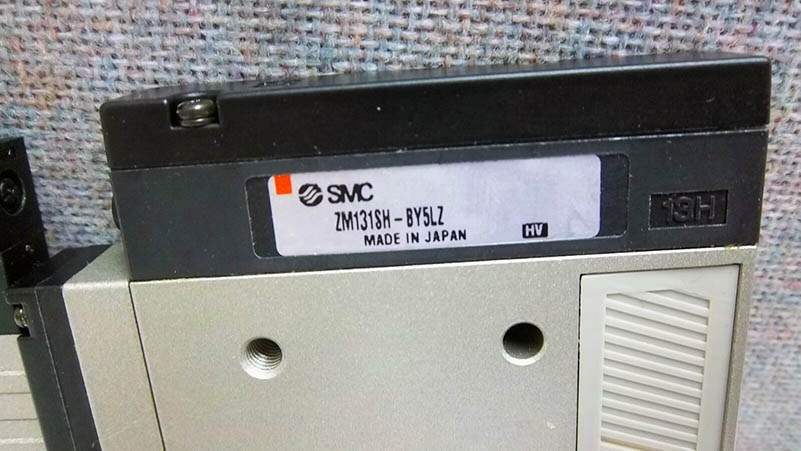 SMC
ZM131SH-BY5LZ
MADE IN JAPAN
HV
13H